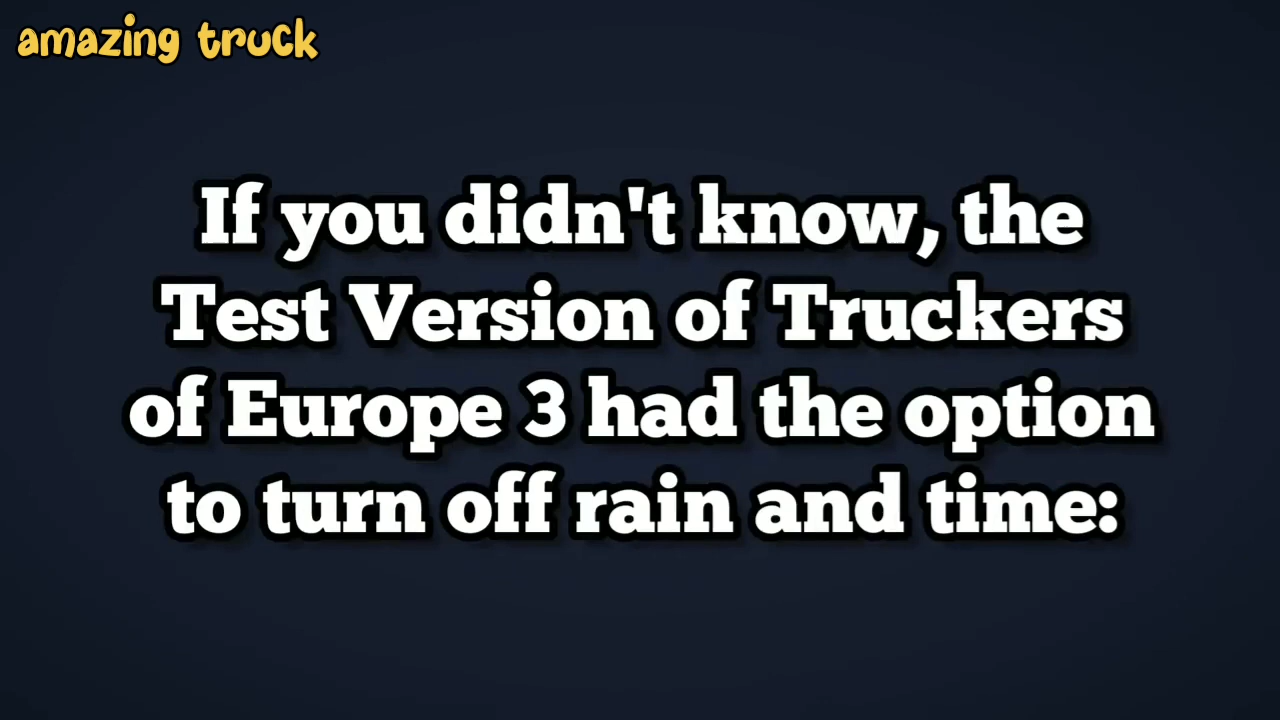 amazing truck
If you didn't know, the
Test Version of Truckers
of Europe 3 had the option
to turn off rain and time: